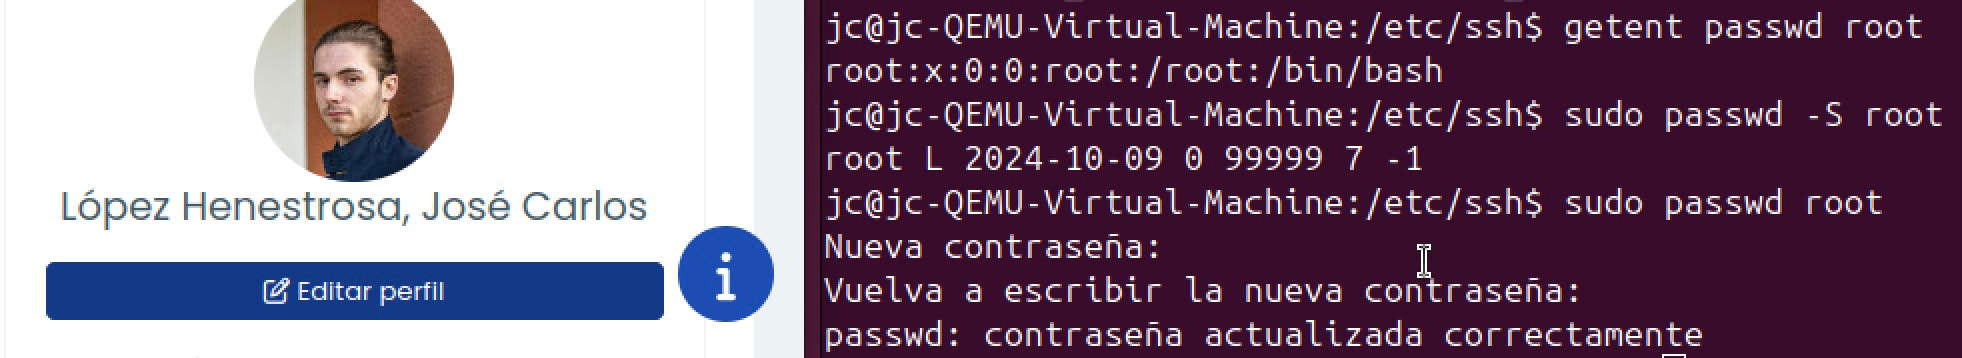 López Henestrosa, José Carlos
Editar perfil
i
jc@jc-QEMU-Virtual-Machine:/etc/ssh$ getent passwd root
root:x:0:0:root:/root:/bin/bash
jc@jc-QEMU-Virtual-Machine:/etc/ssh$ sudo passwd -S root
root L 2024-10-09 0 99999 7 -1
jc@jc-QEMU-Virtual-Machine:/etc/ssh$ sudo passwd root
Nueva contraseña:
Vuelva a escribir la nueva contraseña:
passwd: contraseña actualizada correctamente